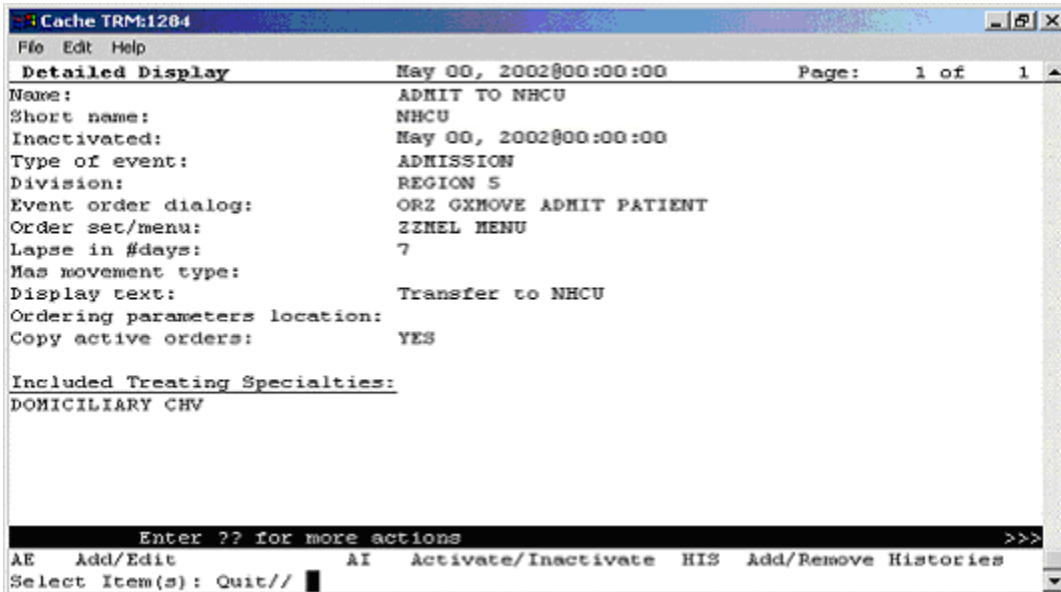 Cache TRM:1284
File Edit Help
Detailed Display May 00, 2002@00:00:00 Page: 1 of 1
Name: ADMIT TO NHCU
Short name: NHCU
Inactivated: May 00, 2002@00:00:00
Type of event: ADMISSION
Division: REGION 5
Event order dialog: ORZ GXMOVE ADMIT PATIENT
Order set/menu: ZZMEL MENU
Lapse in #days: 7
Mas movement type:
Display text: Transfer to NHCU
Ordering parameters location:
Copy active orders: YES
Included Treating Specialties:
DOMICILIARY CHV
Enter ?? for more actions >>>
AE Add/Edit AI Activate/Inactivate HIS Add/Remove Histories
Select Item(s): Quit//